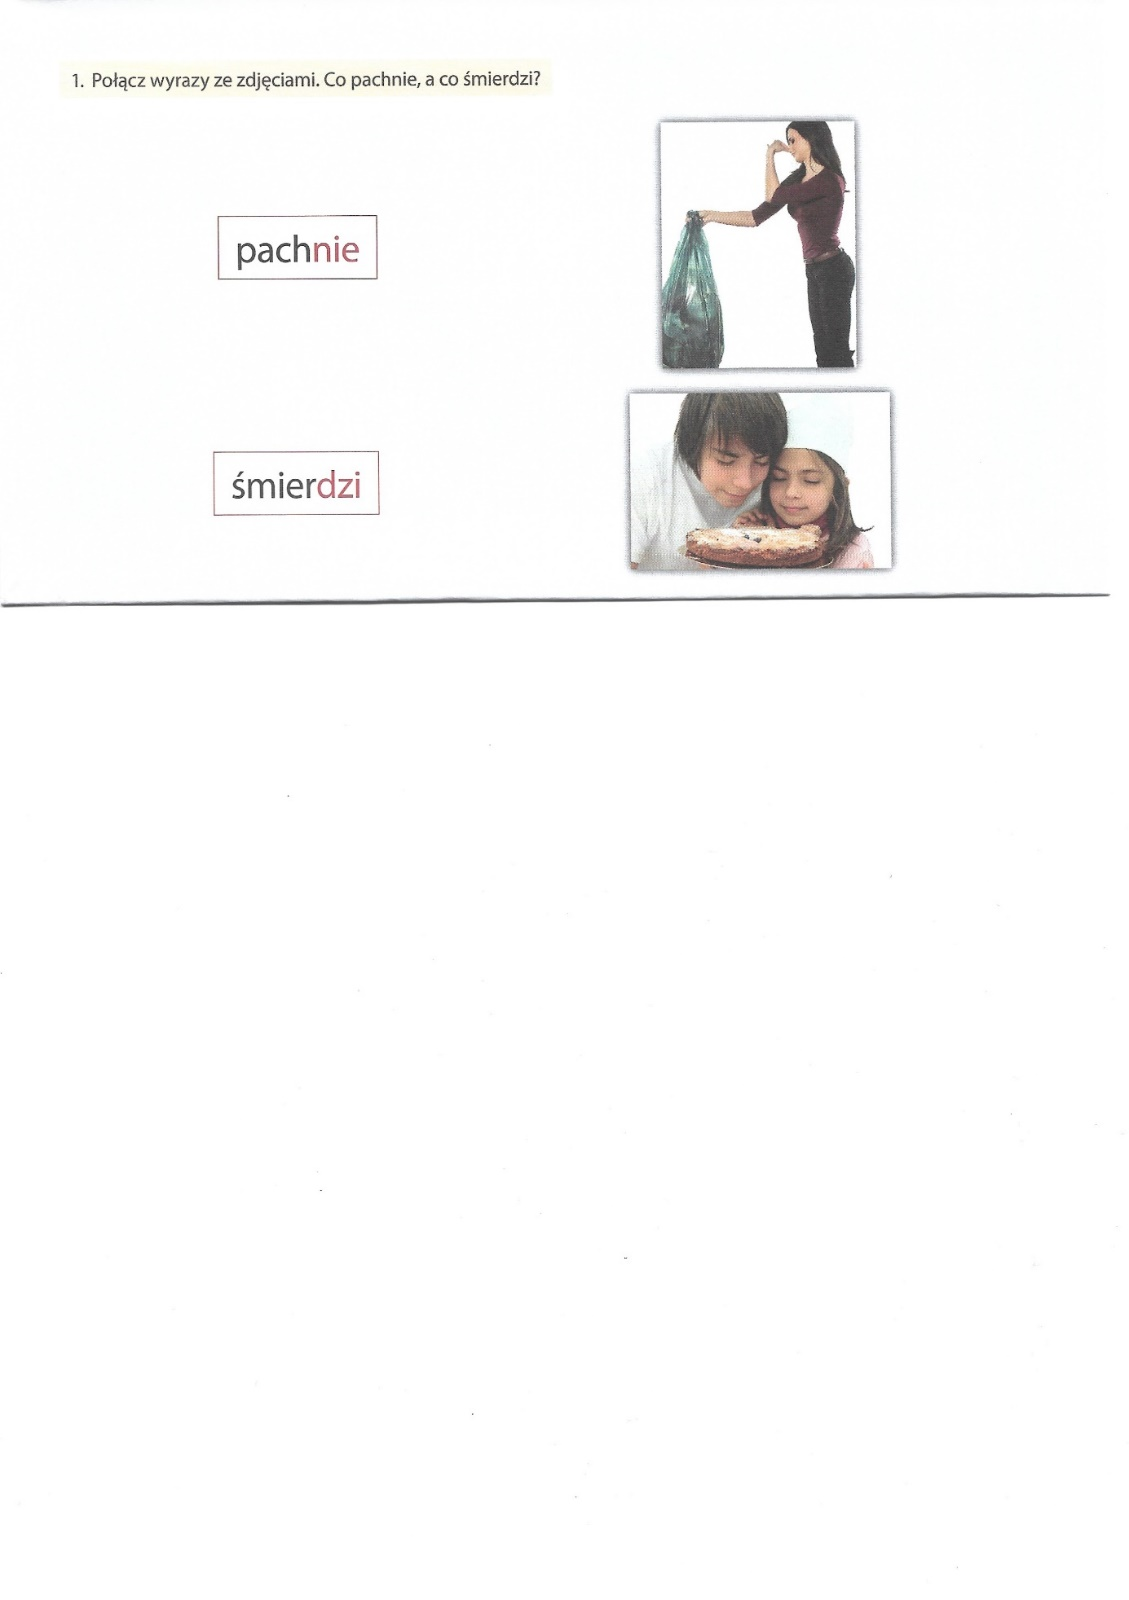 1. Połącz wyrazy ze zdjęciami. Co pachnie, a co śmierdzi?
pachnie
śmierdzi